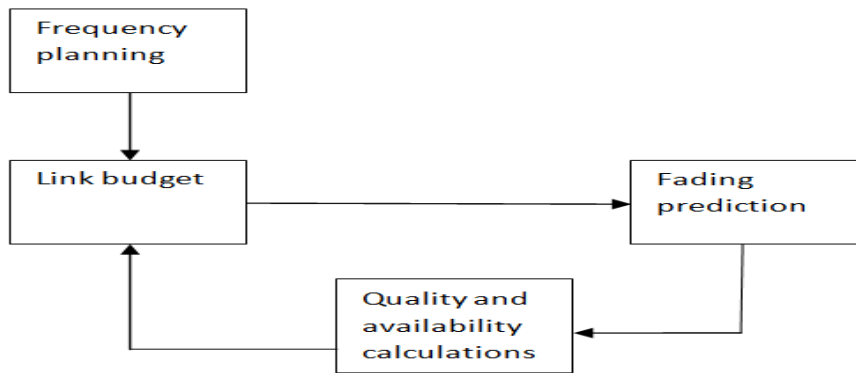 Frequency
planning
Link budget
Fading
prediction
Quality and
availability
calculations